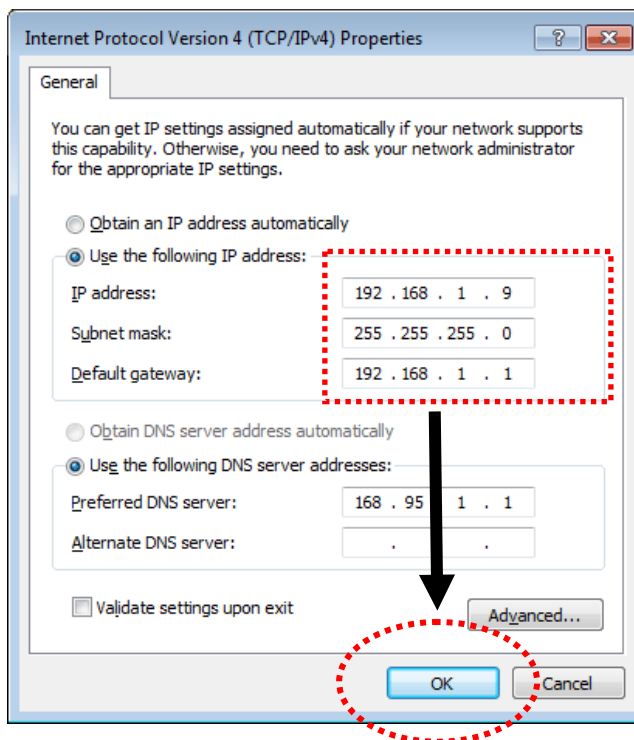 Internet Protocol Version 4 (TCP/IPv4) Properties
General
You can get IP settings assigned automatically if your network supports
this capability. Otherwise, you need to ask your network administrator
for the appropriate IP settings.
Obtain an IP address automatically
Use the following IP address:
IP address: 192 . 168 . 1 . 9
Subnet mask: 255 . 255 . 255 . 0
Default gateway: 192 . 168 . 1 . 1
Obtain DNS server address automatically
Use the following DNS server addresses:
Preferred DNS server: 168 . 95 1 . 1
Alternate DNS server: . .
Validate settings upon exit
Advanced...
OK Cancel